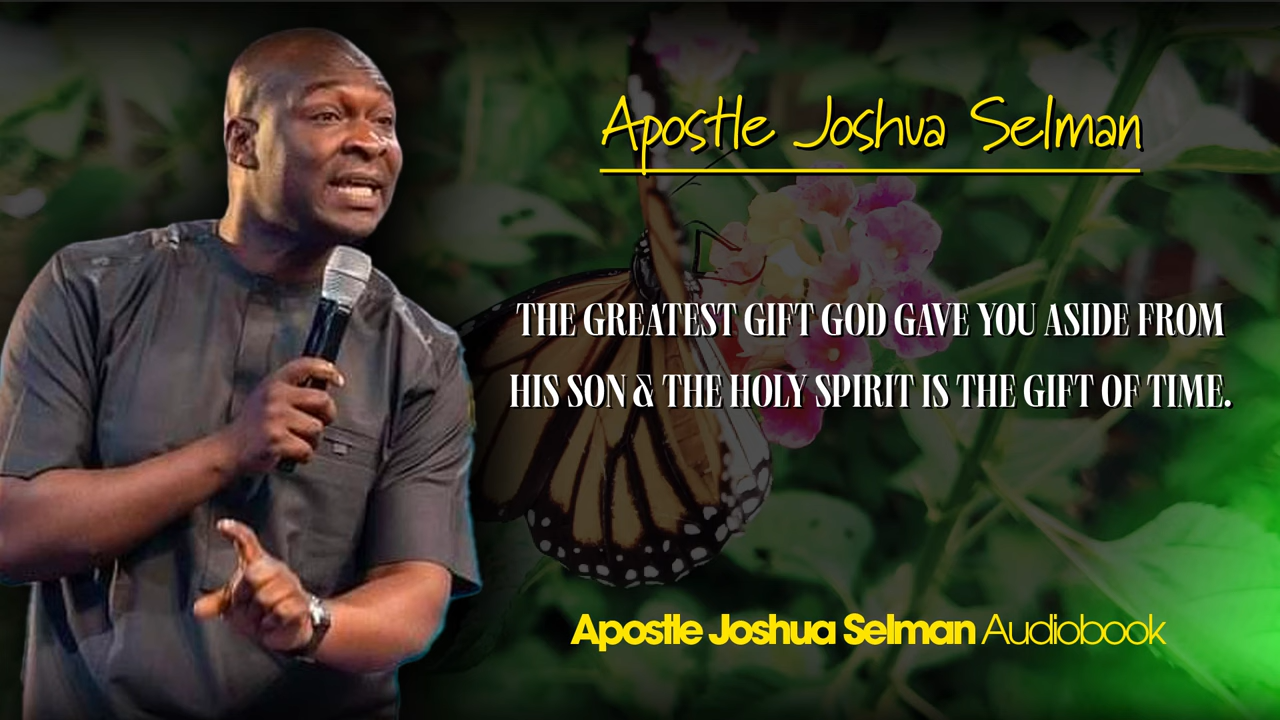 Apostle Joshua Selman
THE GREATEST GIFT GOD GAVE YOU ASIDE FROM
HIS SON & THE HOLY SPIRIT IS THE GIFT OF TIME.
Apostle Joshua Selman Audiobook